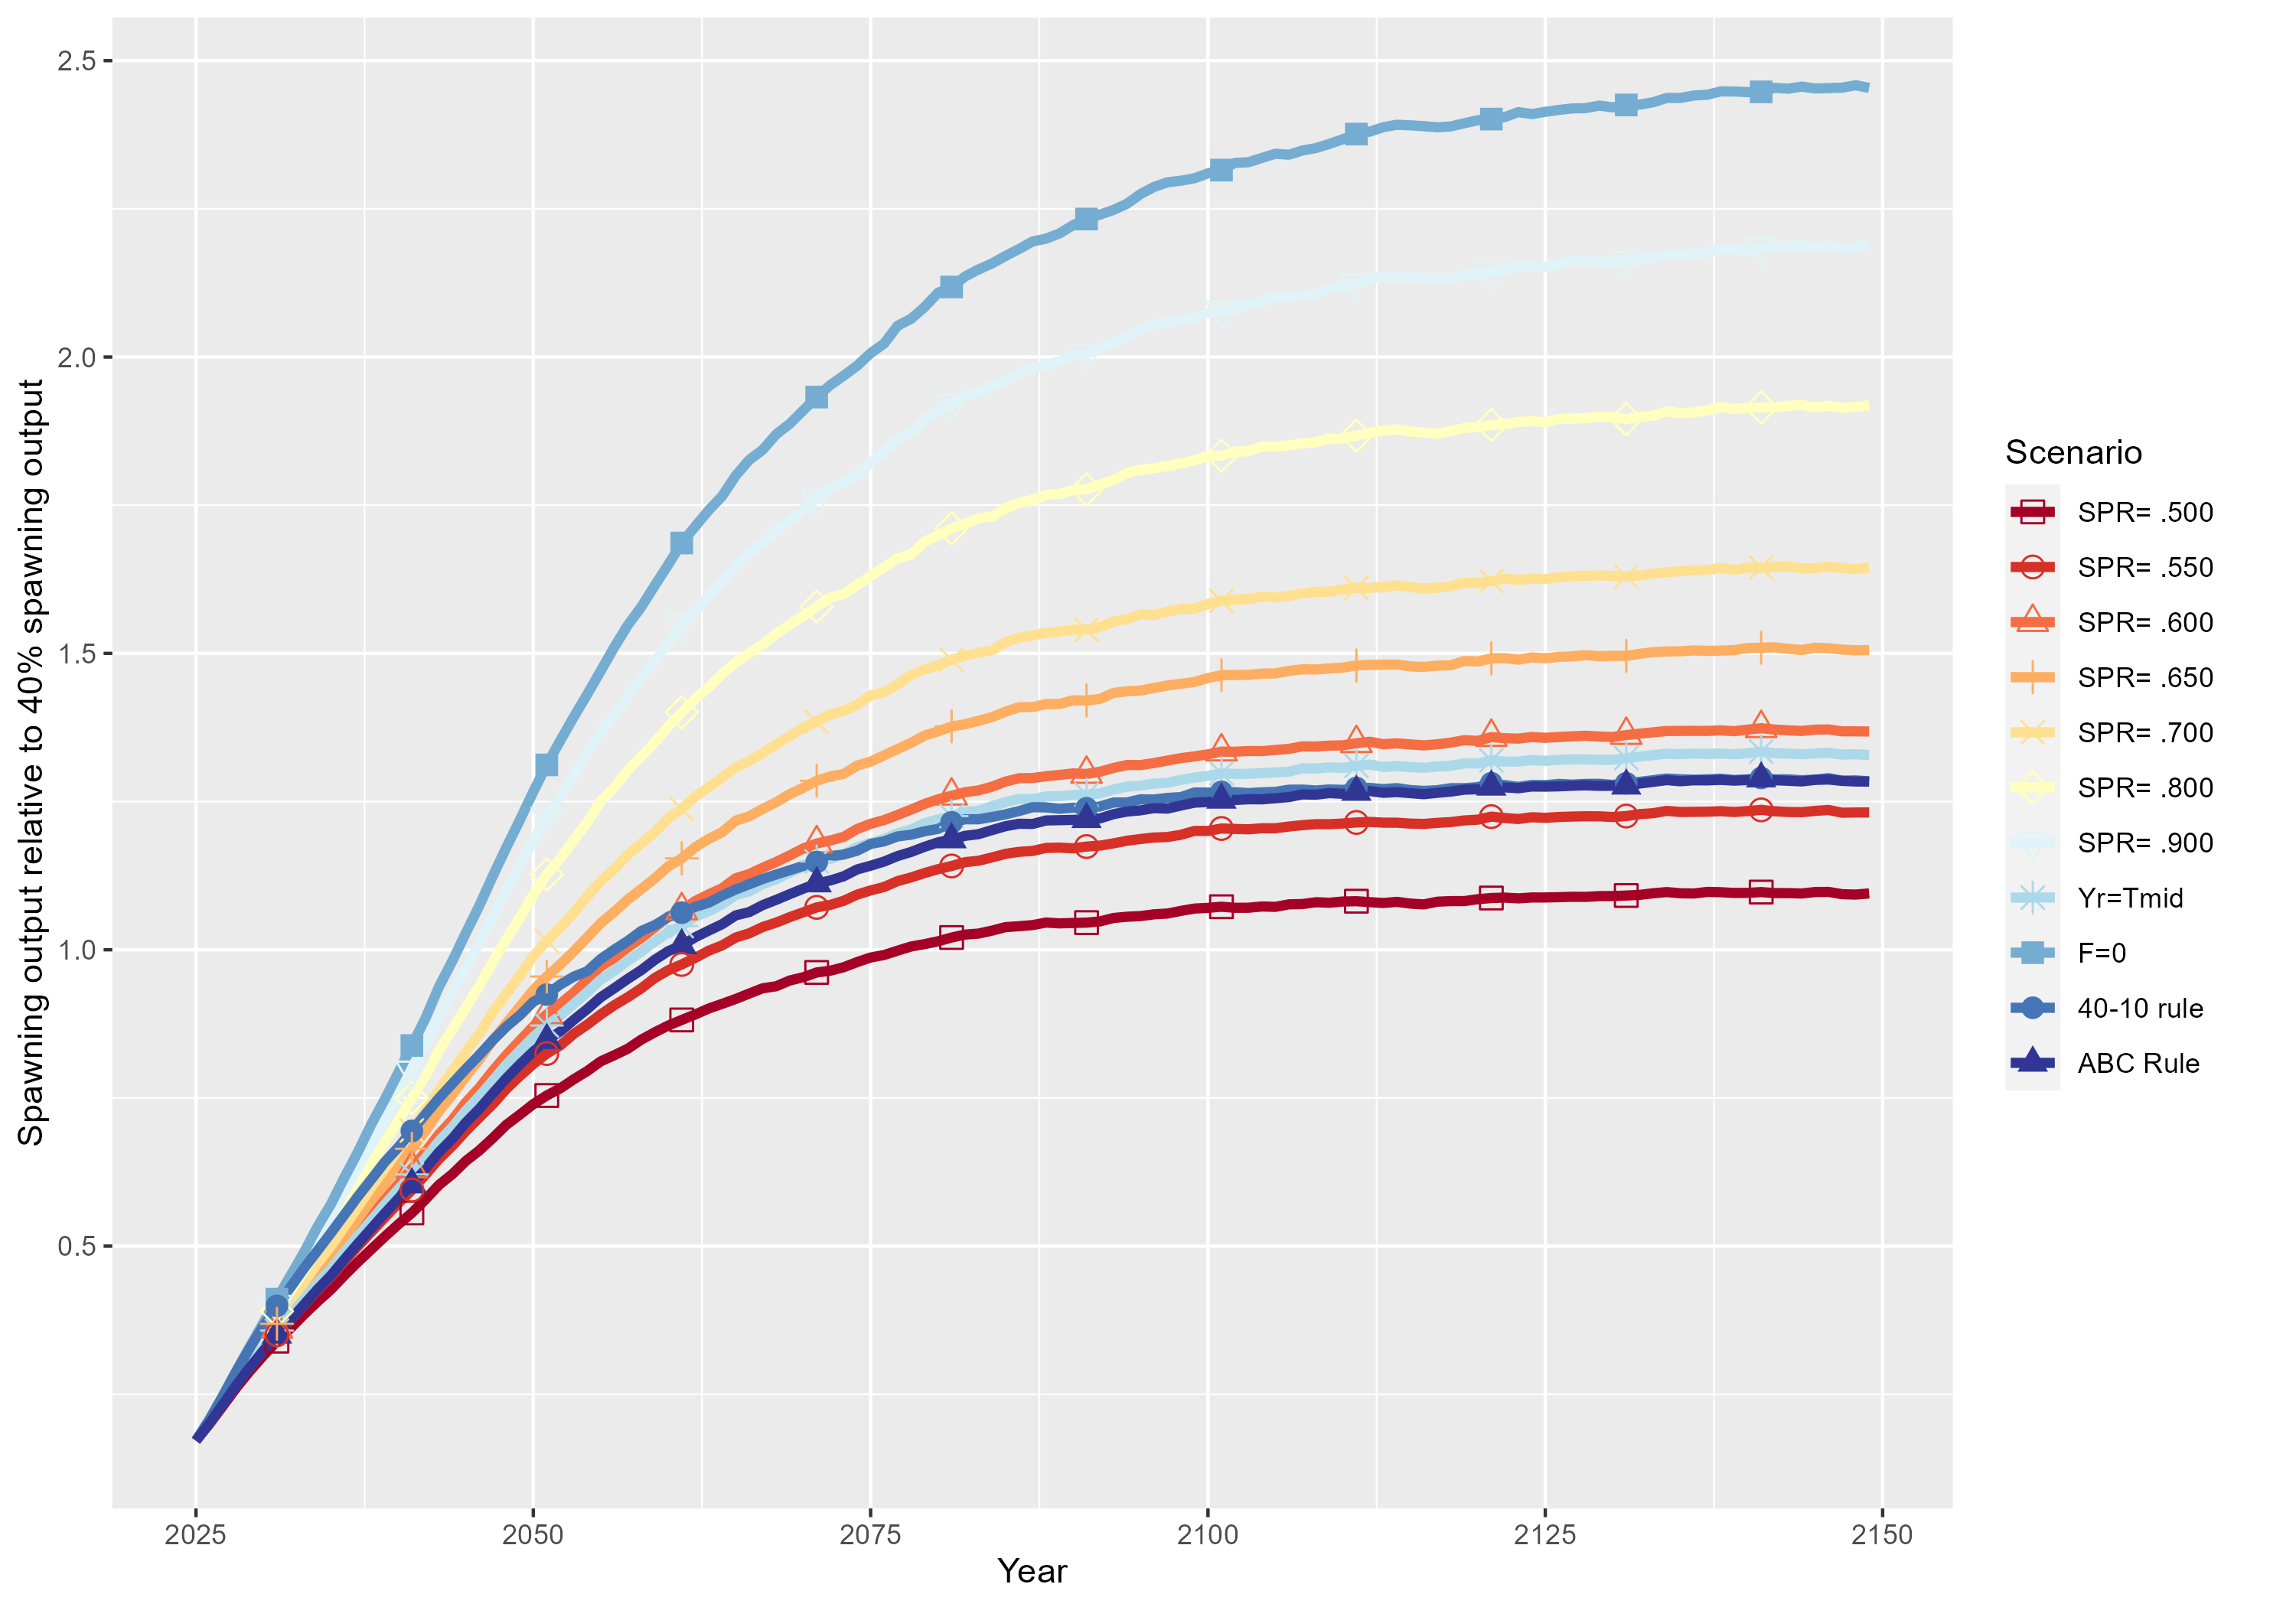 Spawning output relative to 40% spawning output
2.5
2.0
1.5
1.0
0.5
2025 2050 2075 2100 2125 2150
Year
Scenario
SPR= .500
SPR= .550
SPR= .600
SPR= .650
SPR= .700
SPR= .800
SPR= .900
Yr=Tmid
F=0
40-10 rule
ABC Rule